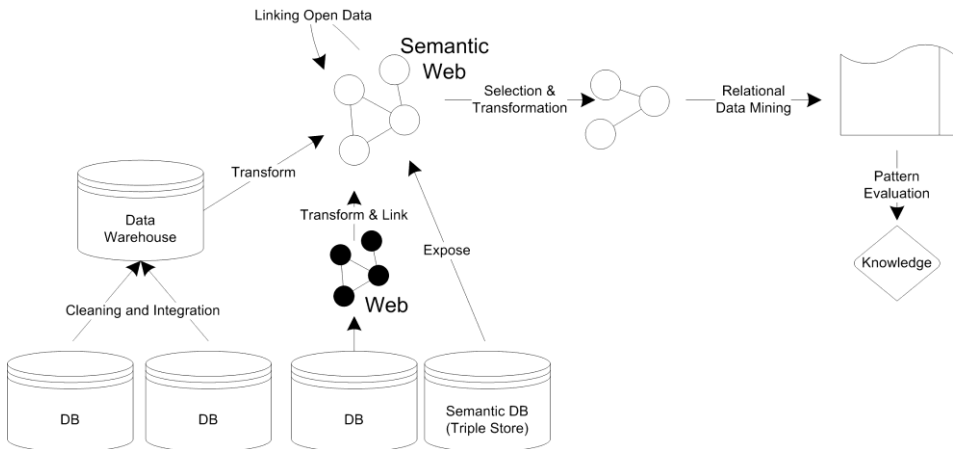 Linking Open Data
Semantic
Web
Selection &
Transformation
Relational
Data Mining
Transform
Pattern
Evaluation
Data
Warehouse
Transform & Link
Expose
Knowledge
Cleaning and Integration
Web
DB
DB
DB
Semantic DB
(Triple Store)